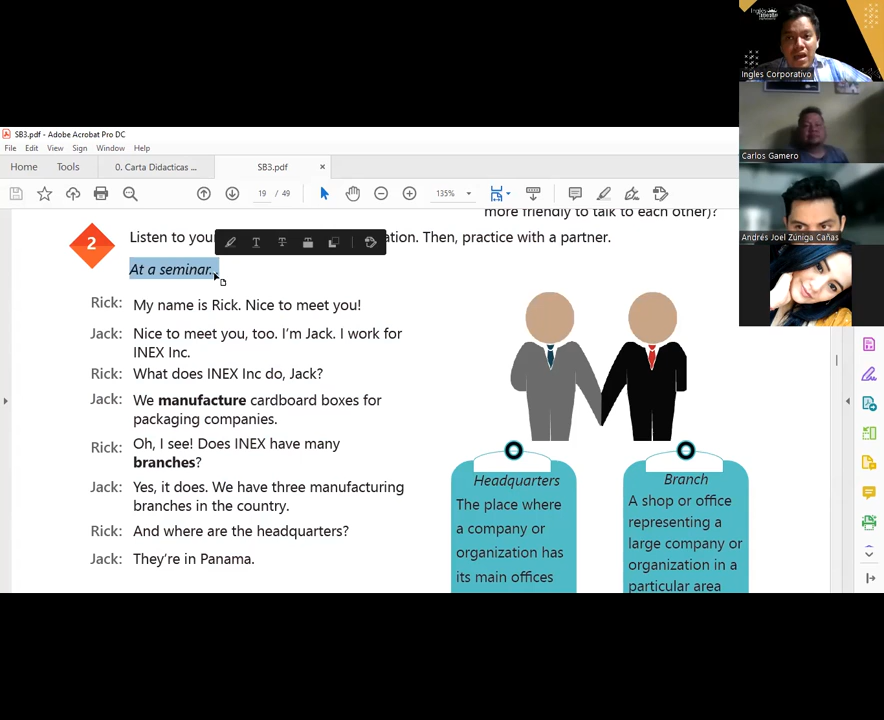 Inglés
Inglés Corporativo
Carlos Gamero
Andrés Joel Zúniga Cañas
SB3.pdf - Adobe Acrobat Pro DC
File Edit View Sign Window Help
Home Tools 0. Carta Didacticas ... SB3.pdf ×
19 / 49 135%
more friendly to talk to each other)?
2
Listen to your ation. Then, practice with a partner.
At a seminar..
Rick: My name is Rick. Nice to meet you!
Jack: Nice to meet you, too. I'm Jack. I work for
INEX Inc.
Rick: What does INEX Inc do, Jack?
Jack: We manufacture cardboard boxes for
packaging companies.
Rick: Oh, I see! Does INEX have many
branches?
Jack: Yes, it does. We have three manufacturing
branches in the country.
Rick: And where are the headquarters?
Jack: They're in Panama.
Headquarters
The place where
a company or
organization has
its main offices
Branch
A shop or office
representing a
large company or
organization in a
particular area